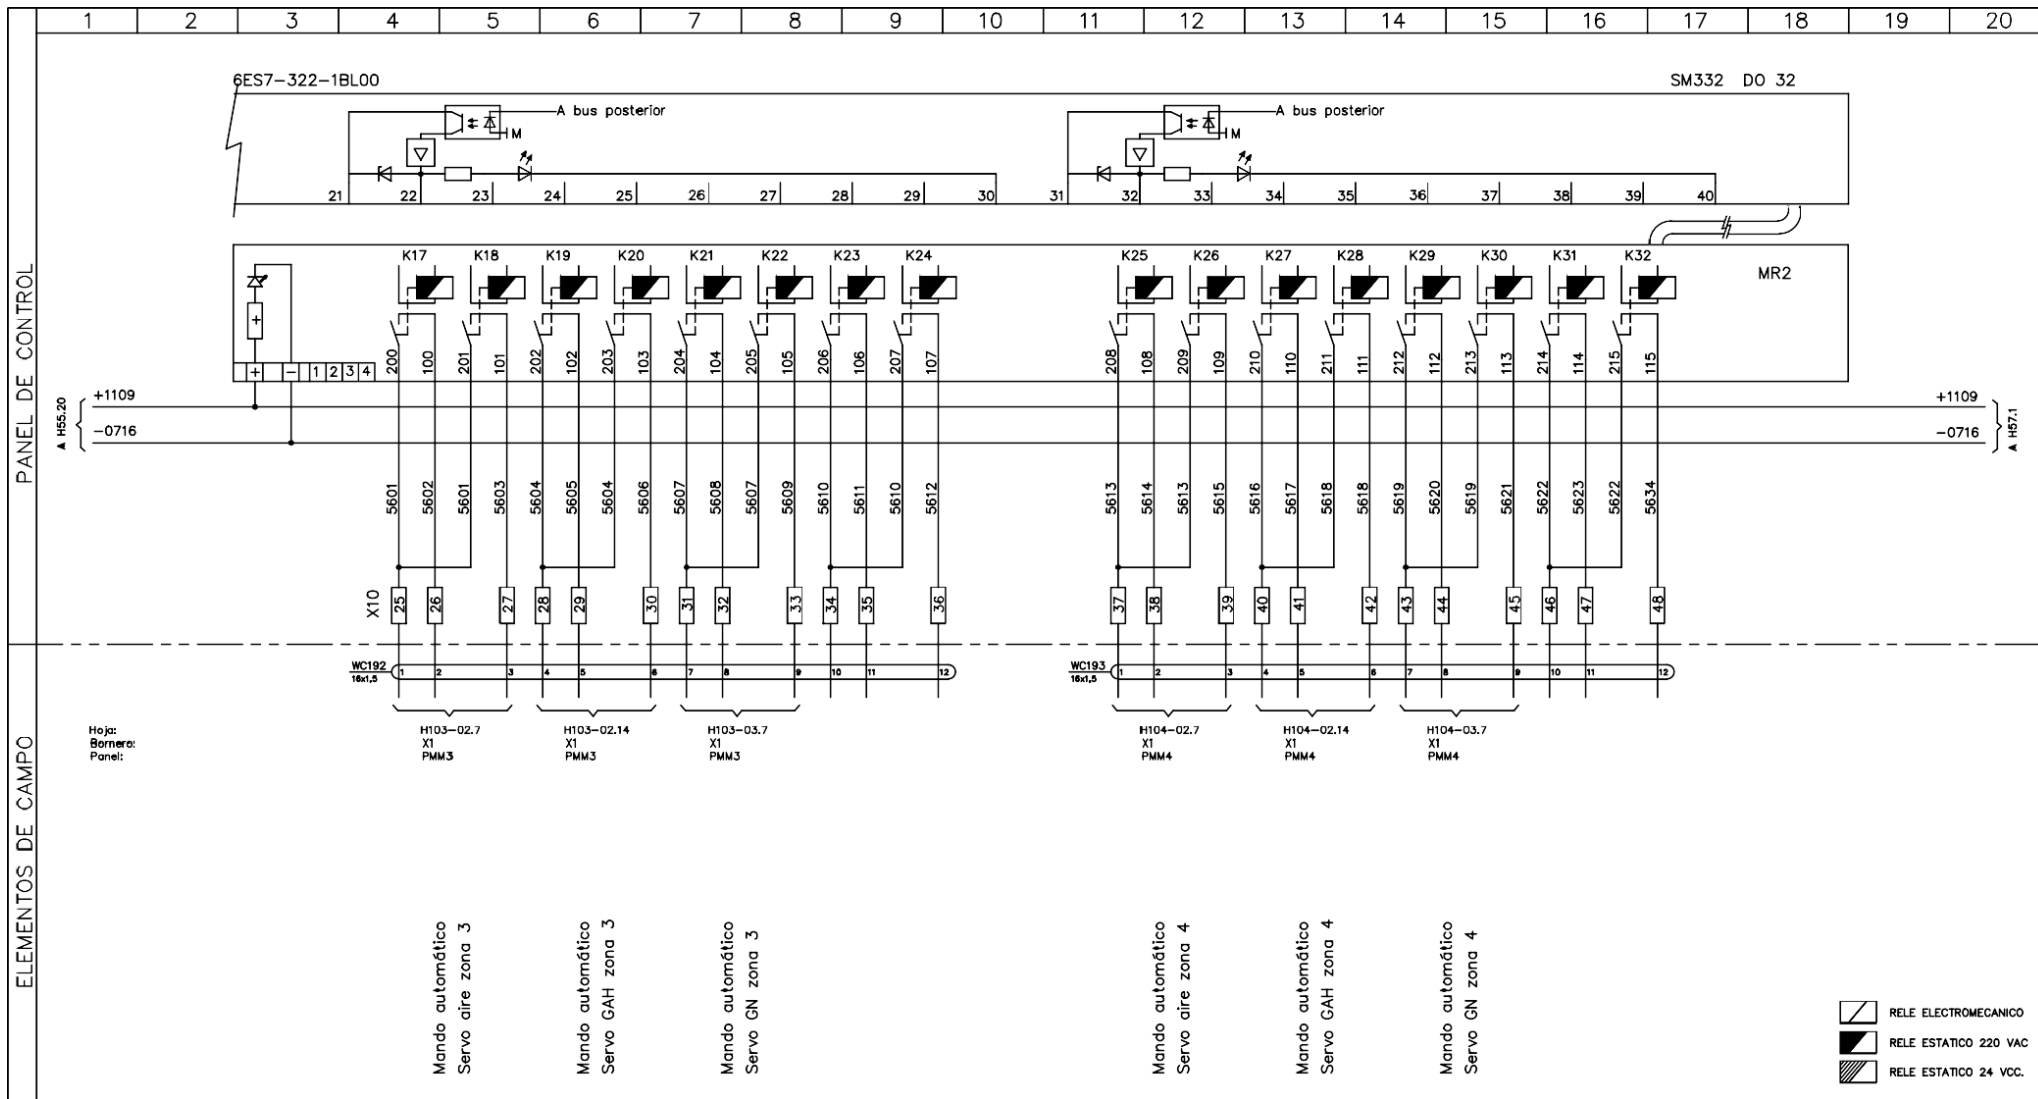 1 2 3 4 5 6 7 8 9 10 11 12 13 14 15 16 17 18 19 20
6ES7-322-1BL00
SM332 DO 32
A bus posterior
A bus posterior
M
M
21 22 23 24 25 26 27 28 29 30 31 32 33 34 35 36 37 38 39 40
K17 K18 K19 K20 K21 K22 K23 K24 K25 K26 K27 K28 K29 K30 K31 K32
MR2
PANEL DE CONTROL
200 100 201 101 202 102 203 103 204 104 205 105 206 106 207 107 208 108 209 109 210 110 211 111 212 112 213 113 214 114 215 115
+ - 1 2 3 4
A H55.20
+1109
+1109
-0716
-0716
A H57.1
5601 5602 5601 5603 5604 5605 5604 5606 5607 5608 5607 5609 5610 5611 5610 5612 5613 5614 5613 5615 5616 5617 5618 5618 5619 5620 5619 5621 5622 5623 5622 5634
X10
25 26 27 28 29 30 31 32 33 34 35 36 37 38 39 40 41 42 43 44 45 46 47 48
WC192
16x1,5
1 2 3 4 5 6 7 8 9 10 11 12
WC193
16x1,5
1 2 3 4 5 6 7 8 9 10 11 12
ELEMENTOS DE CAMPO
Hoja:
Bornero:
Panel:
H103-02.7
X1
PMM3
H103-02.14
X1
PMM3
H103-03.7
X1
PMM3
H104-02.7
X1
PMM4
H104-02.14
X1
PMM4
H104-03.7
X1
PMM4
Mando automático
Servo aire zona 3
Mando automático
Servo GAH zona 3
Mando automático
Servo GN zona 3
Mando automático
Servo aire zona 4
Mando automático
Servo GAH zona 4
Mando automático
Servo GN zona 4
RELE ELECTROMECANICO
RELE ESTATICO 220 VAC
RELE ESTATICO 24 VCC.